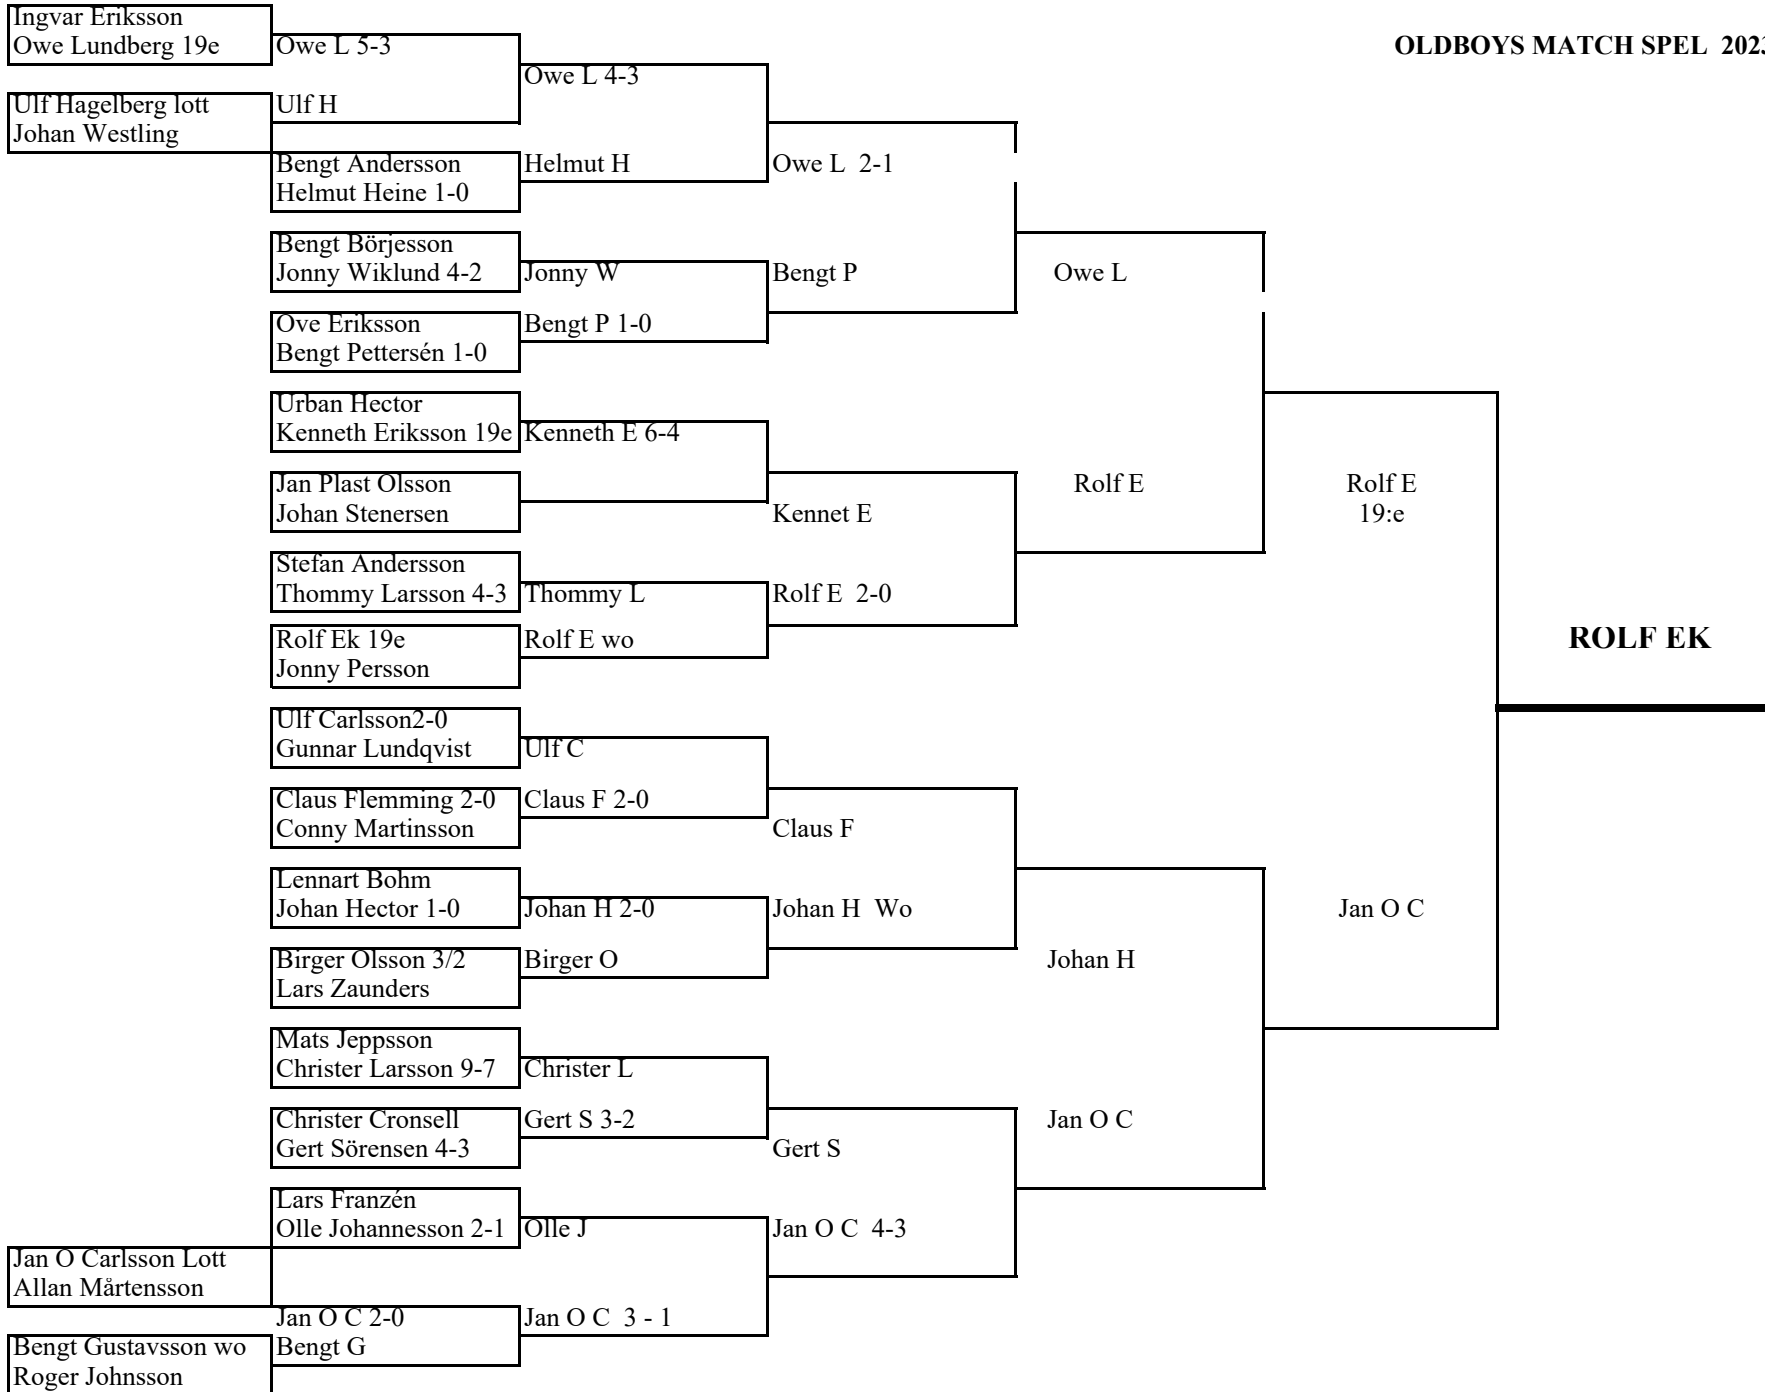 OLDBOYS MATCH SPEL 2023
Ingvar Eriksson
Owe Lundberg 19e
Ulf Hagelberg lott
Johan Westling
Jan O Carlsson Lott
Allan Mårtensson
Bengt Gustavsson wo
Roger Johnsson
Owe L 5-3
Ulf H
Bengt Andersson
Helmut Heine 1-0
Bengt Börjesson
Jonny Wiklund 4-2
Ove Eriksson
Bengt Pettersén 1-0
Urban Hector
Kenneth Eriksson 19e
Jan Plast Olsson
Johan Stenersen
Stefan Andersson
Thommy Larsson 4-3
Rolf Ek 19e
Jonny Persson
Ulf Carlsson2-0
Gunnar Lundqvist
Claus Flemming 2-0
Conny Martinsson
Lennart Bohm
Johan Hector 1-0
Birger Olsson 3/2
Lars Zaunders
Mats Jeppsson
Christer Larsson 9-7
Christer Cronsell
Gert Sörensen 4-3
Lars Franzén
Olle Johannesson 2-1
Jan O C 2-0
Bengt G
Owe L 4-3
Helmut H
Jonny W
Bengt P 1-0
Kenneth E 6-4
Thommy L
Rolf E wo
Ulf C
Claus F 2-0
Johan H 2-0
Birger O
Christer L
Gert S 3-2
Olle J
Jan O C 3 - 1
Owe L 2-1
Bengt P
Kennet E
Rolf E 2-0
Claus F
Johan H Wo
Gert S
Jan O C 4-3
Owe L
Rolf E
Johan H
Jan O C
Rolf E
19:e
Jan O C
ROLF EK